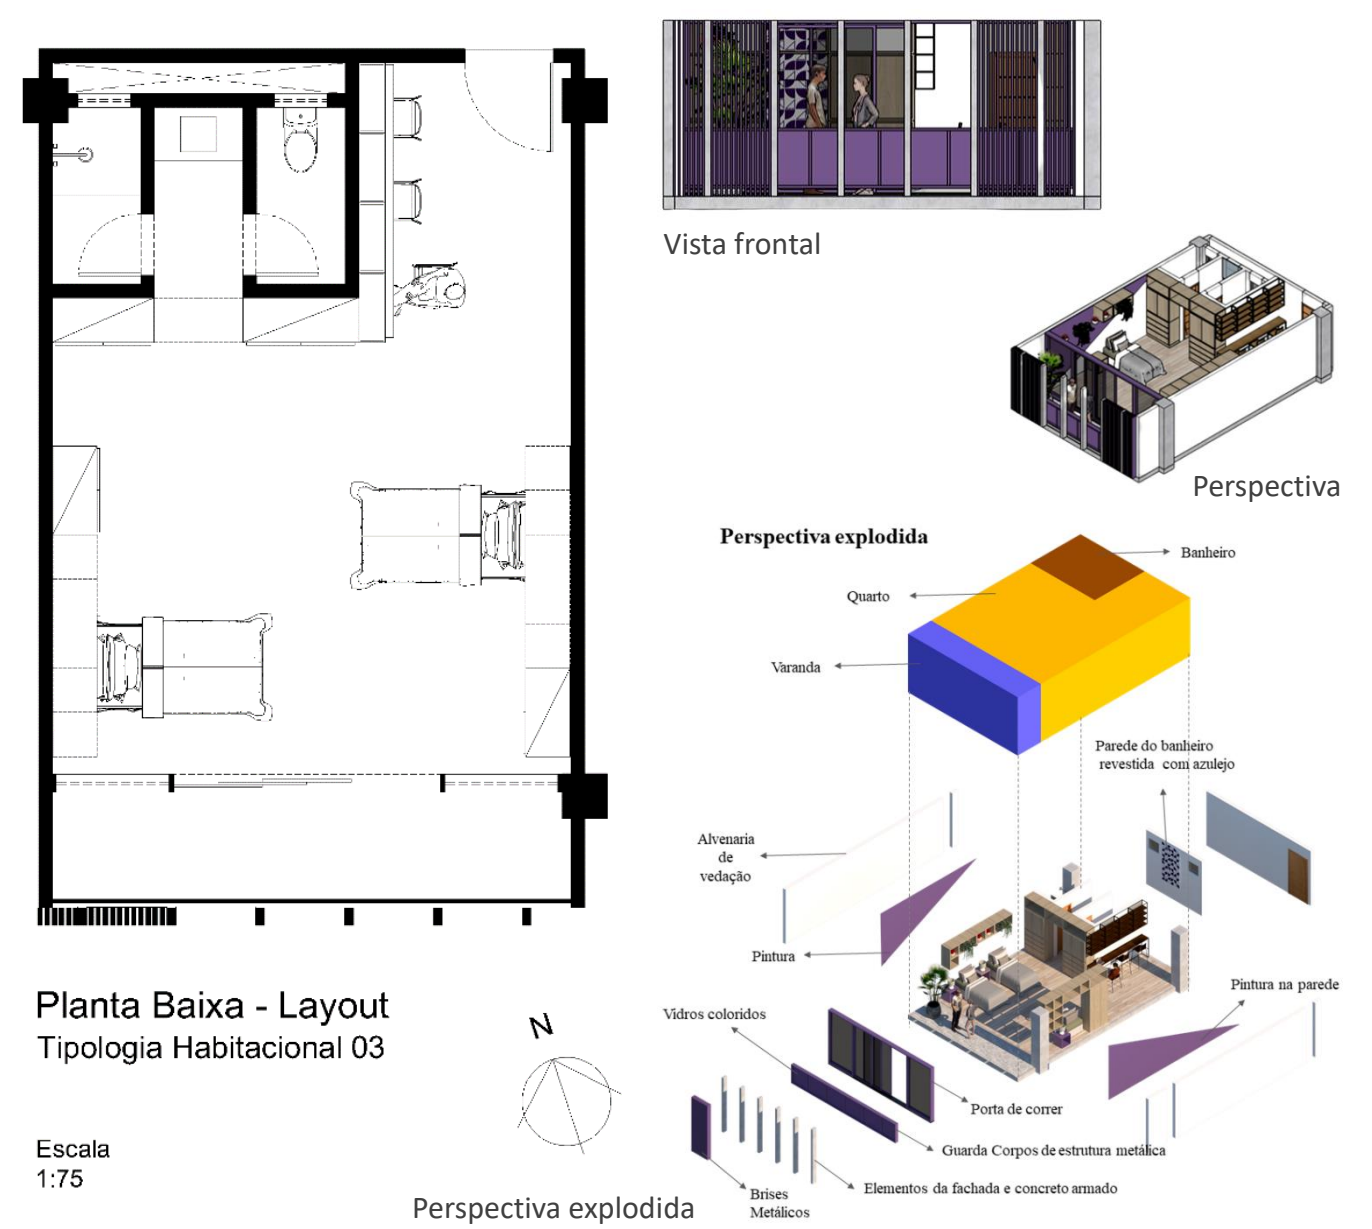 Vista frontal
Perspectiva
Perspectiva explodida
Banheiro
Quarto
Varanda
Parede do banheiro
revestida com azulejo
Alvenaria
de
vedação
Pintura
Pintura na parede
Vidros coloridos
Porta de correr
Guarda Corpos de estrutura metálica
Elementos da fachada e concreto armado
Brises
Metálicos
Planta Baixa - Layout
Tipologia Habitacional 03
N
Escala
1:75
Perspectiva explodida